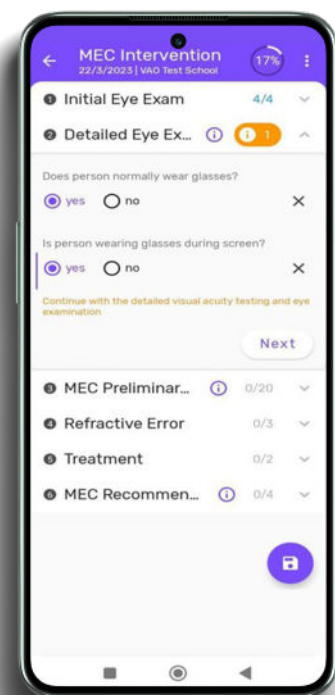 MEC Intervention
22/3/2023 | VAO Test School
17%
1 Initial Eye Exam 4/4
2 Detailed Eye Ex... 1
Does person normally wear glasses?
yes no
Is person wearing glasses during screen?
yes no
Continue with the detailed visual acuity testing and eye
examination
Next
3 MEC Preliminar... 0/20
4 Refractive Error 0/3
5 Treatment 0/2
6 MEC Recommen... 0/4